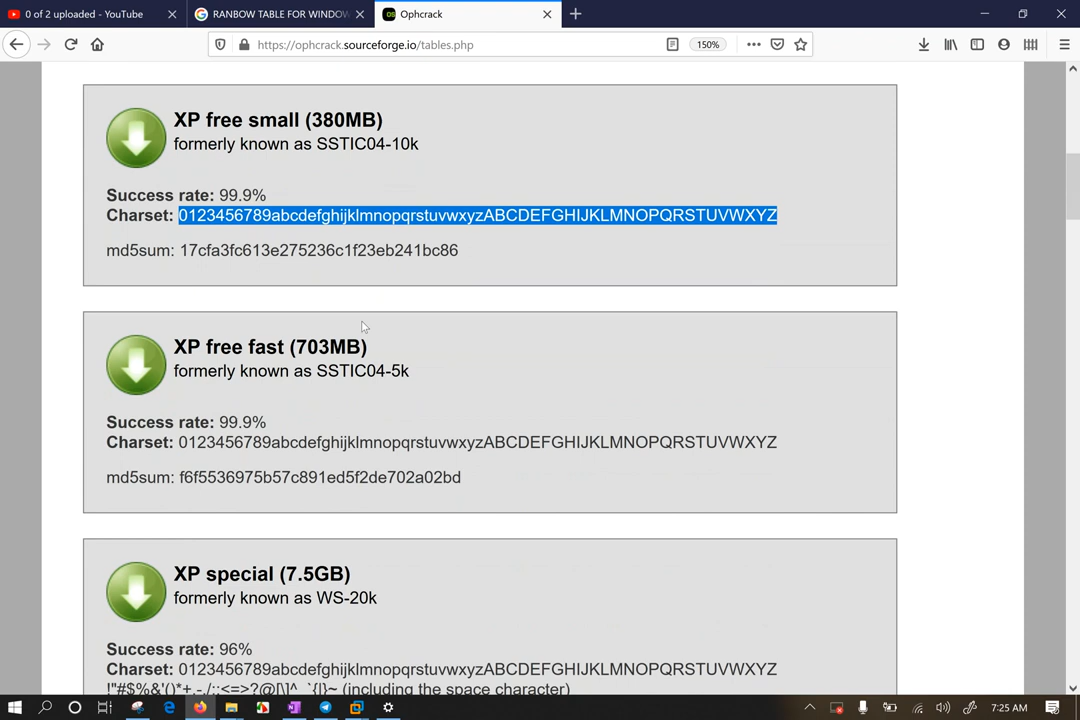 0 of 2 uploaded - YouTube
RANBOW TABLE FOR WINDOW
Ophcrack
https://ophcrack.sourceforge.io/tables.php
150%
XP free small (380MB)
formerly known as SSTIC04-10k
Success rate: 99.9%
Charset: 0123456789abcdefghijklmnopqrstuvwxyzABCDEFGHIJKLMNOPQRSTUVWXYZ
md5sum: 17cfa3fc613e275236c1f23eb241bc86
XP free fast (703MB)
formerly known as SSTIC04-5k
Success rate: 99.9%
Charset: 0123456789abcdefghijklmnopqrstuvwxyzABCDEFGHIJKLMNOPQRSTUVWXYZ
md5sum: f6f5536975b57c891ed5f2de702a02bd
XP special (7.5GB)
formerly known as WS-20k
Success rate: 96%
Charset: 0123456789abcdefghijklmnopqrstuvwxyzABCDEFGHIJKLMNOPQRSTUVWXYZ
!"#$%&'()*+,-./:;<=>?@[\]^_`{|}~ (including the space character)
7:25 AM